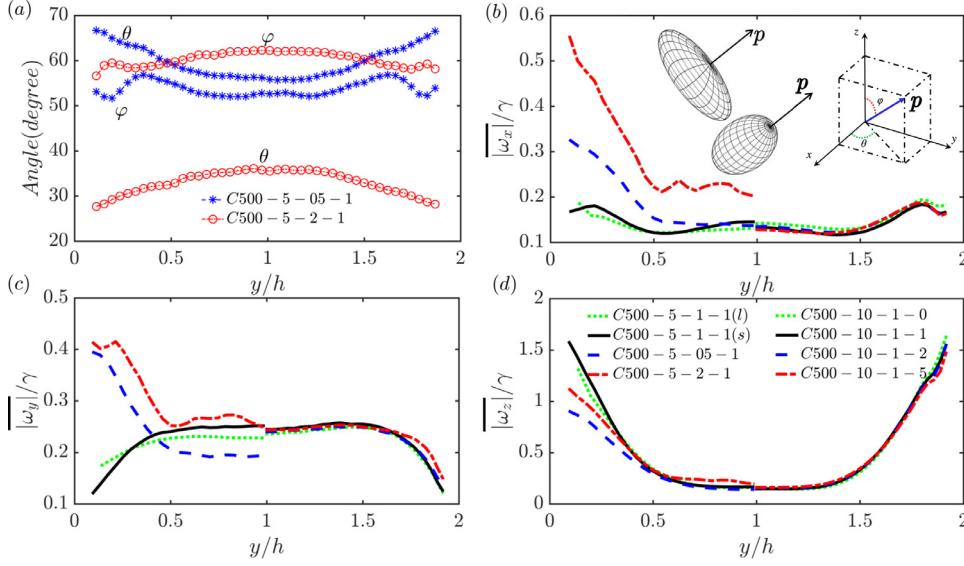 (a)
70
60
50
40
30
20
Angle(degree)
θ
φ
φ
θ
C500−5−05−1
C500−5−2−1
0 0.5 1 1.5 2
y/h
(b)
0.6
0.5
0.4
0.3
0.2
0.1
|ω_x|/γ
p
p
z
p
φ
y
θ
x
0 0.5 1 1.5 2
y/h
(c)
0.5
0.4
0.3
0.2
0.1
|ω_y|/γ
0 0.5 1 1.5 2
y/h
(d)
2
1.5
1
0.5
0
|ω_z|/γ
C500−5−1−1(l) C500−10−1−0
C500−5−1−1(s) C500−10−1−1
C500−5−05−1 C500−10−1−2
C500−5−2−1 C500−10−1−5
0 0.5 1 1.5 2
y/h